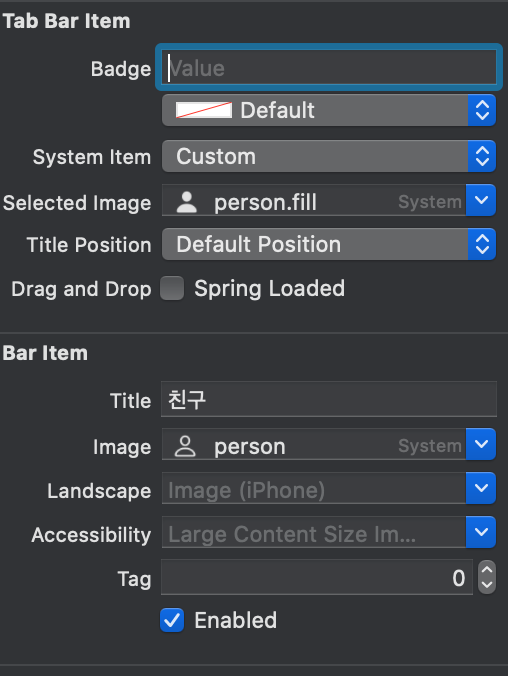 Tab Bar Item
Badge Value
Default
System Item Custom
Selected Image person.fill System
Title Position Default Position
Drag and Drop Spring Loaded
Bar Item
Title 친구
Image person System
Landscape Image (iPhone)
Accessibility Large Content Size Im...
Tag 0
Enabled